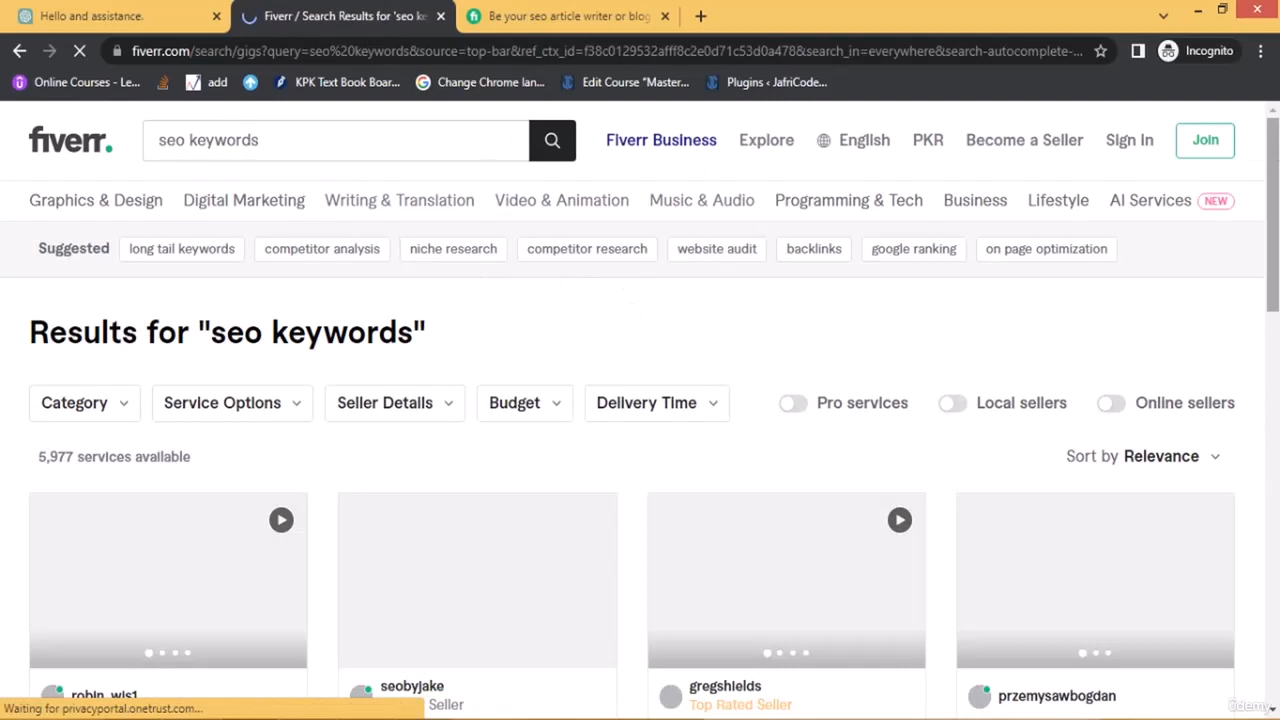 Hello and assistance.
Fiverr / Search Results for 'seo ke
Be your seo article writer or blog
fiverr.com/search/gigs?query=seo%20keywords&source=top-bar&ref_ctx_id=f38c0129532afff8c2e0d71c53d0a478&search_in=everywhere&search-autocomplete-...
Incognito
Online Courses - Le...
add
KPK Text Book Boar...
Change Chrome lan...
Edit Course "Master...
Plugins ‹ JafriCode...
fiverr.
seo keywords
Fiverr Business
Explore
English
PKR
Become a Seller
Sign In
Join
Graphics & Design
Digital Marketing
Writing & Translation
Video & Animation
Music & Audio
Programming & Tech
Business
Lifestyle
AI Services NEW
Suggested
long tail keywords
competitor analysis
niche research
competitor research
website audit
backlinks
google ranking
on page optimization
Results for "seo keywords"
Category
Service Options
Seller Details
Budget
Delivery Time
Pro services
Local sellers
Online sellers
5,977 services available
Sort by Relevance
robin_wis1
seobyjake
Seller
gregshields
Top Rated Seller
przemysawbogdan
Waiting for privacyportal.onetrust.com...
Udemy